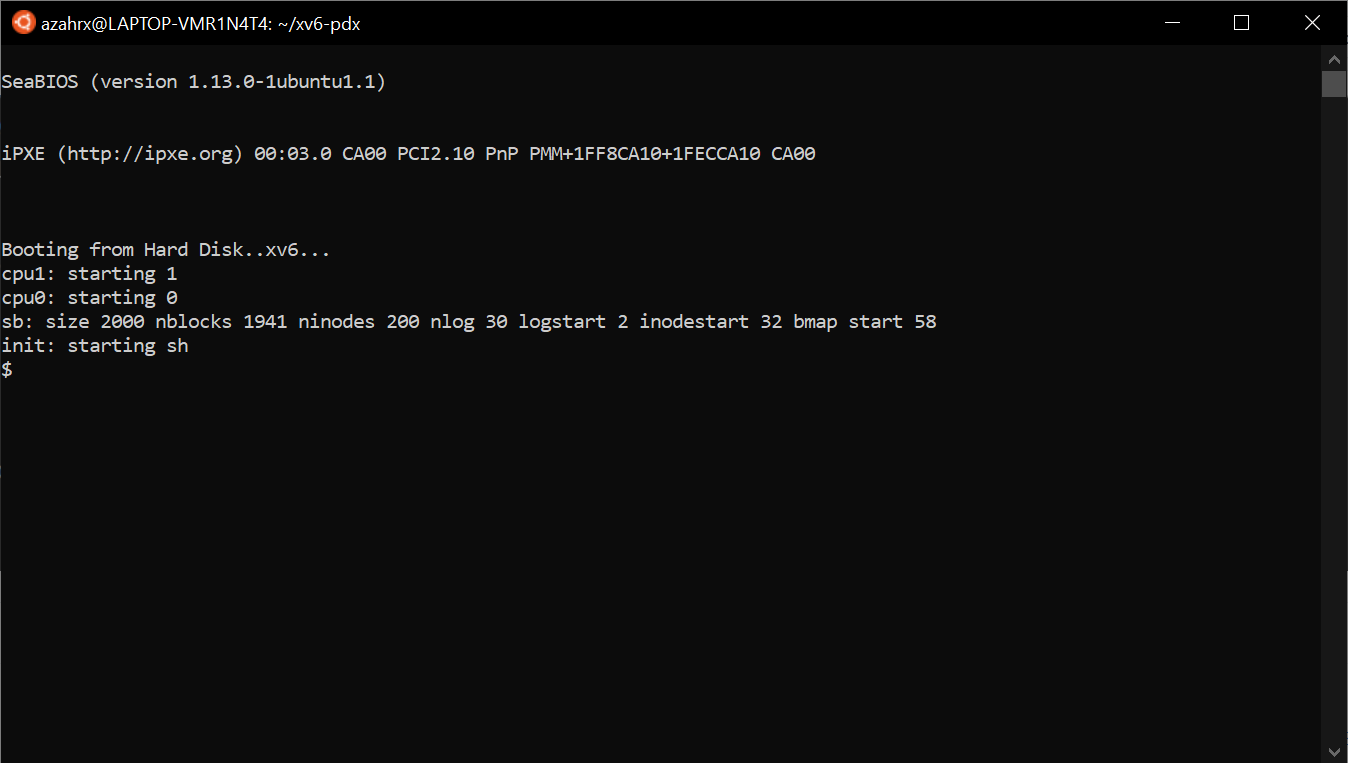 azahrx@LAPTOP-VMR1N4T4: ~/xv6-pdx
SeaBIOS (version 1.13.0-1ubuntu1.1)
iPXE (http://ipxe.org) 00:03.0 CA00 PCI2.10 PnP PMM+1FF8CA10+1FECCA10 CA00
Booting from Hard Disk..xv6...
cpu1: starting 1
cpu0: starting 0
sb: size 2000 nblocks 1941 ninodes 200 nlog 30 logstart 2 inodestart 32 bmap start 58
init: starting sh
$